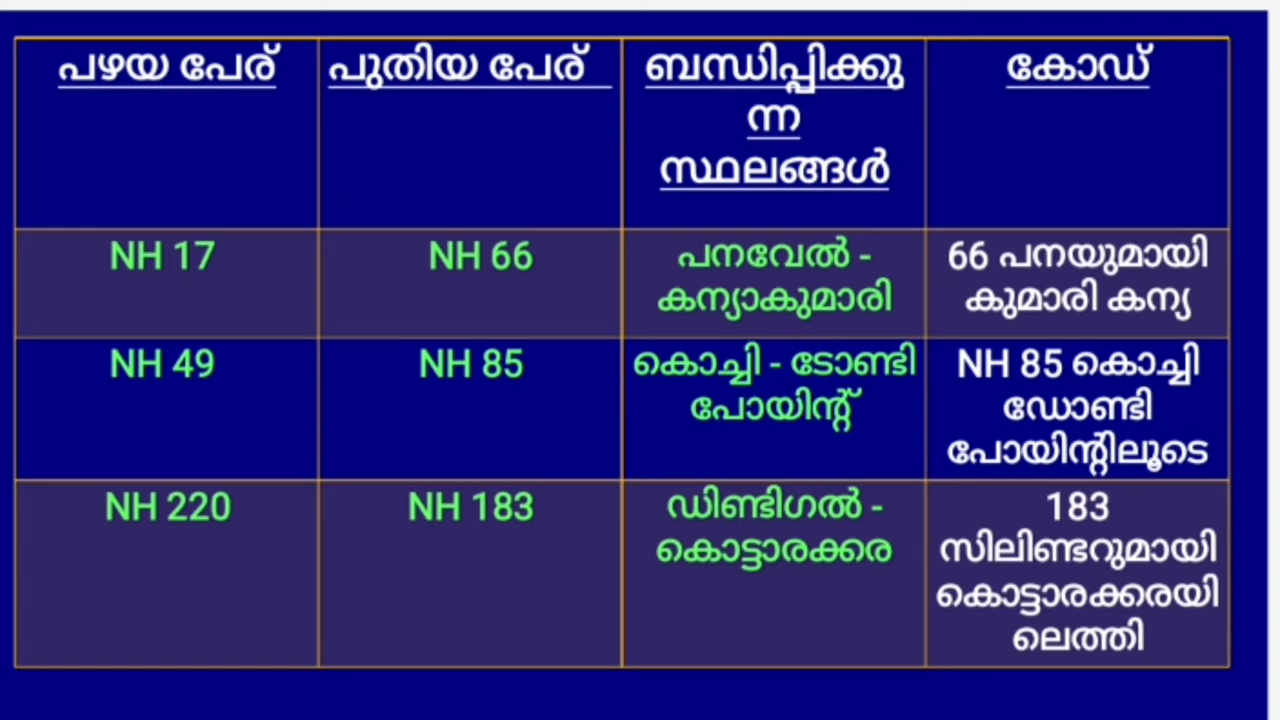 പഴയ പേര്
പുതിയ പേര്
ബന്ധിപ്പിക്കു
ന്ന
സ്ഥലങ്ങൾ
കോഡ്
NH 17
NH 66
പനവേൽ -
കന്യാകുമാരി
66 പനയുമായി
കുമാരി കന്യ
NH 49
NH 85
കൊച്ചി - ടോണ്ടി
പോയിന്റ്
NH 85 കൊച്ചി
ഡോണ്ടി
പോയിന്റിലൂടെ
NH 220
NH 183
ഡിണ്ടിഗൽ -
കൊട്ടാരക്കര
183
സിലിണ്ടറുമായി
കൊട്ടാരക്കരയി
ലെത്തി